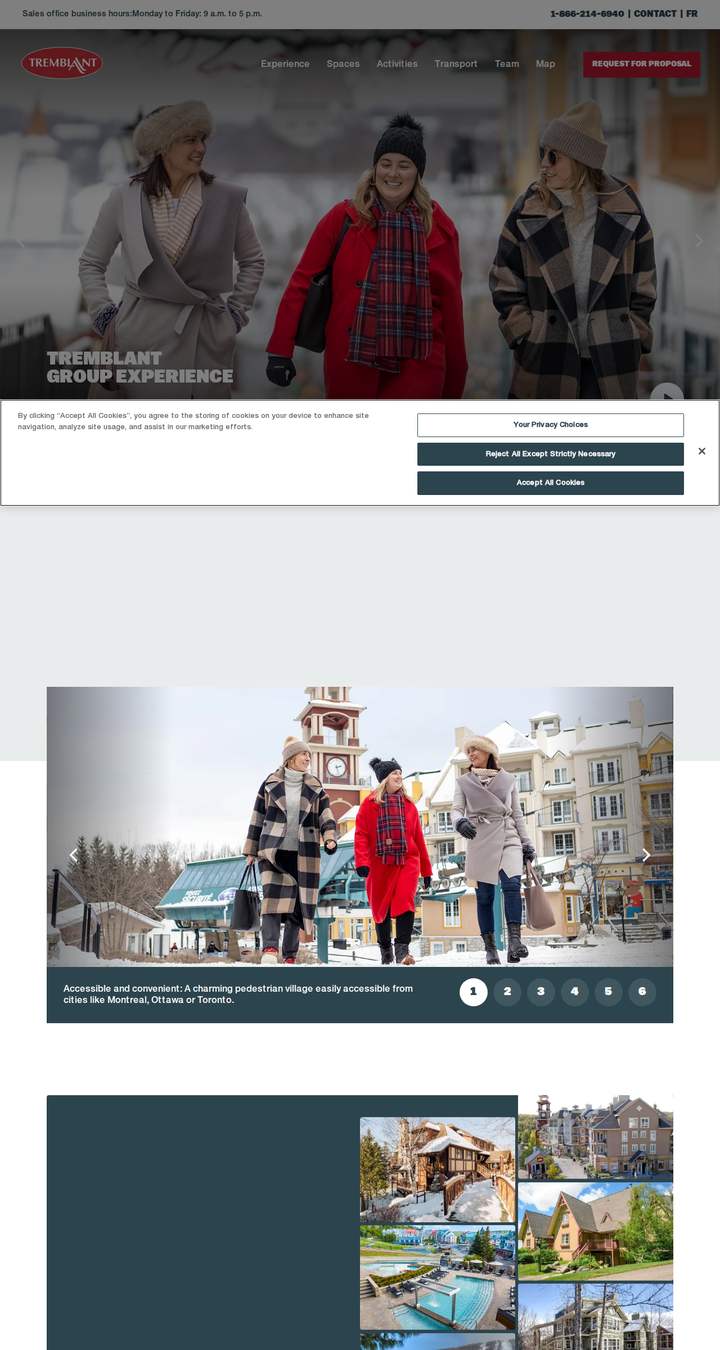 Sales office business hours:Monday to Friday: 9 a.m. to 5 p.m.
1-866-214-6940 | CONTACT | FR
TREMBLANT
Experience
Spaces
Activities
Transport
Team
Map
REQUEST FOR PROPOSAL
TREMBLANT
GROUP EXPERIENCE
By clicking “Accept All Cookies”, you agree to the storing of cookies on your device to enhance site
navigation, analyze site usage, and assist in our marketing efforts.
Your Privacy Choices
Reject All Except Strictly Necessary
Accept All Cookies
Accessible and convenient: A charming pedestrian village easily accessible from
cities like Montreal, Ottawa or Toronto.
1
2
3
4
5
6